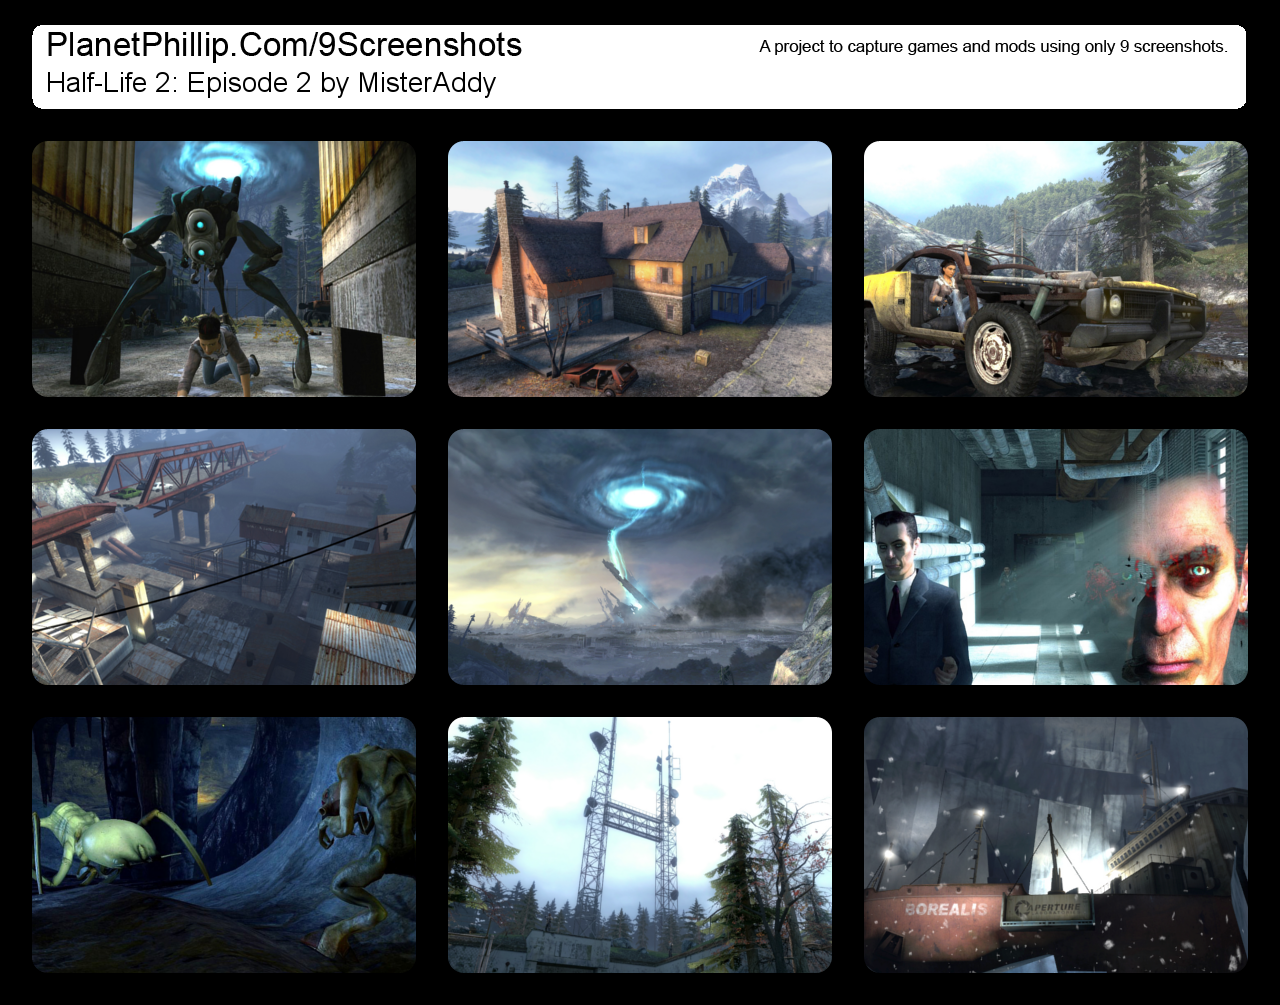 PlanetPhillip.Com/9Screenshots
A project to capture games and mods using only 9 screenshots.
Half-Life 2: Episode 2 by MisterAddy
BOREALIS
APERTURE